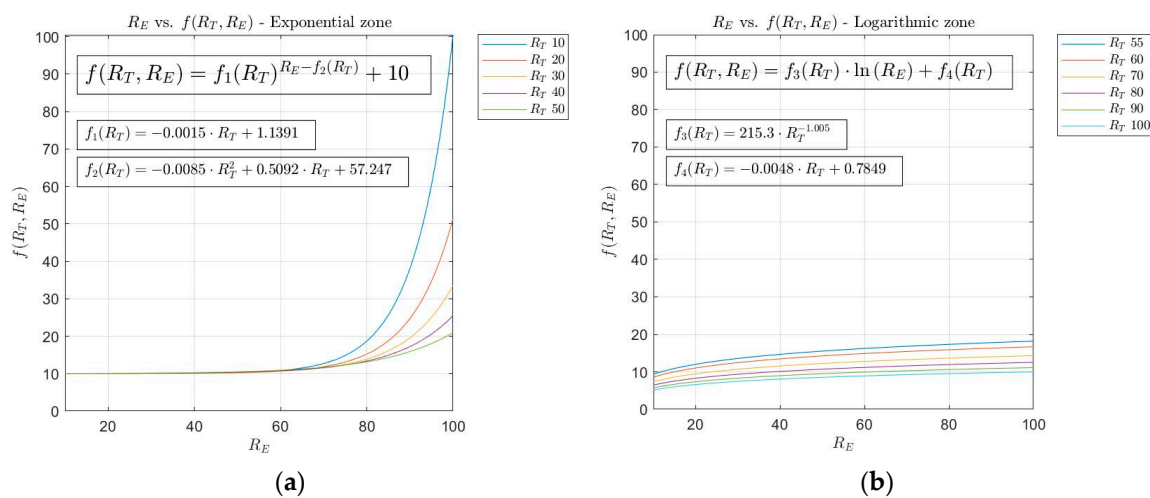 R_E vs. f(R_T, R_E) - Exponential zone
f(R_T, R_E) = f_1(R_T)^{R_E−f_2(R_T)} + 10
f_1(R_T) = −0.0015 · R_T + 1.1391
f_2(R_T) = −0.0085 · R_T^2 + 0.5092 · R_T + 57.247
R_T 10
R_T 20
R_T 30
R_T 40
R_T 50
100
90
80
70
60
50
40
30
20
10
0
f(R_T, R_E)
20
40
60
80
100
R_E
(a)
R_E vs. f(R_T, R_E) - Logarithmic zone
f(R_T, R_E) = f_3(R_T) · ln (R_E) + f_4(R_T)
f_3(R_T) = 215.3 · R_T^{−1.005}
f_4(R_T) = −0.0048 · R_T + 0.7849
R_T 55
R_T 60
R_T 70
R_T 80
R_T 90
R_T 100
100
90
80
70
60
50
40
30
20
10
0
f(R_T, R_E)
20
40
60
80
100
R_E
(b)